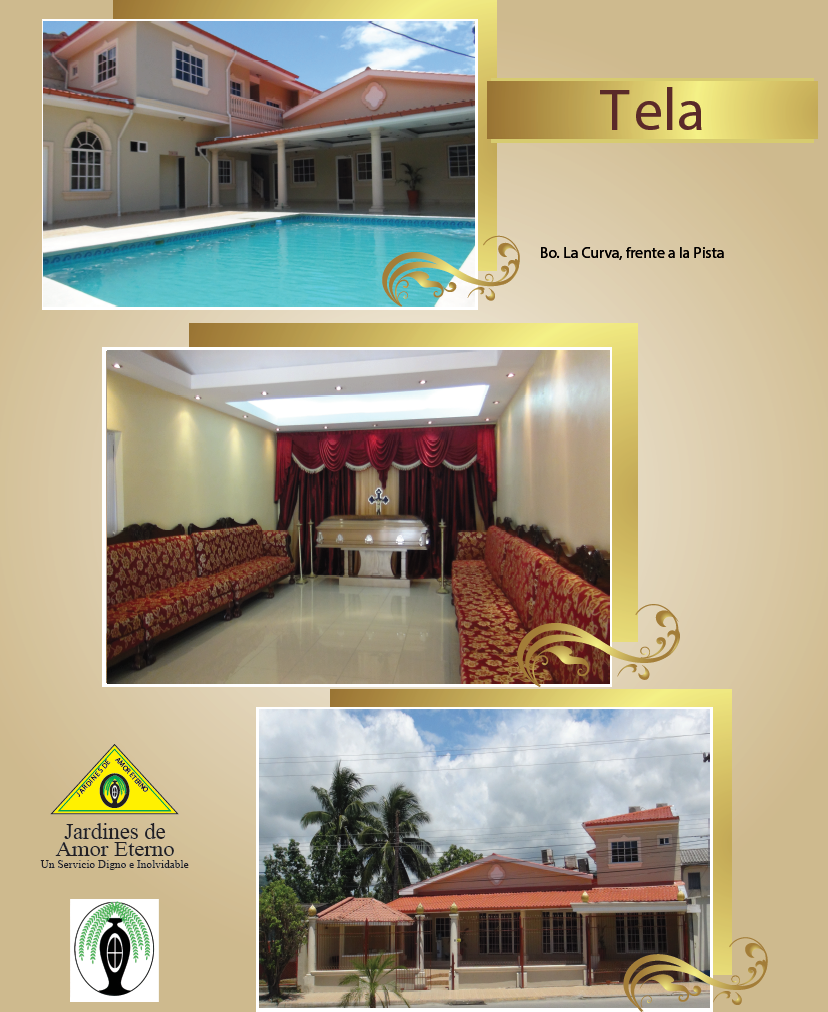 Tela
Bo. La Curva, frente a la Pista
JARDINES DE AMOR ETERNO
Jardines de
Amor Eterno
Un Servicio Digno e Inolvidable